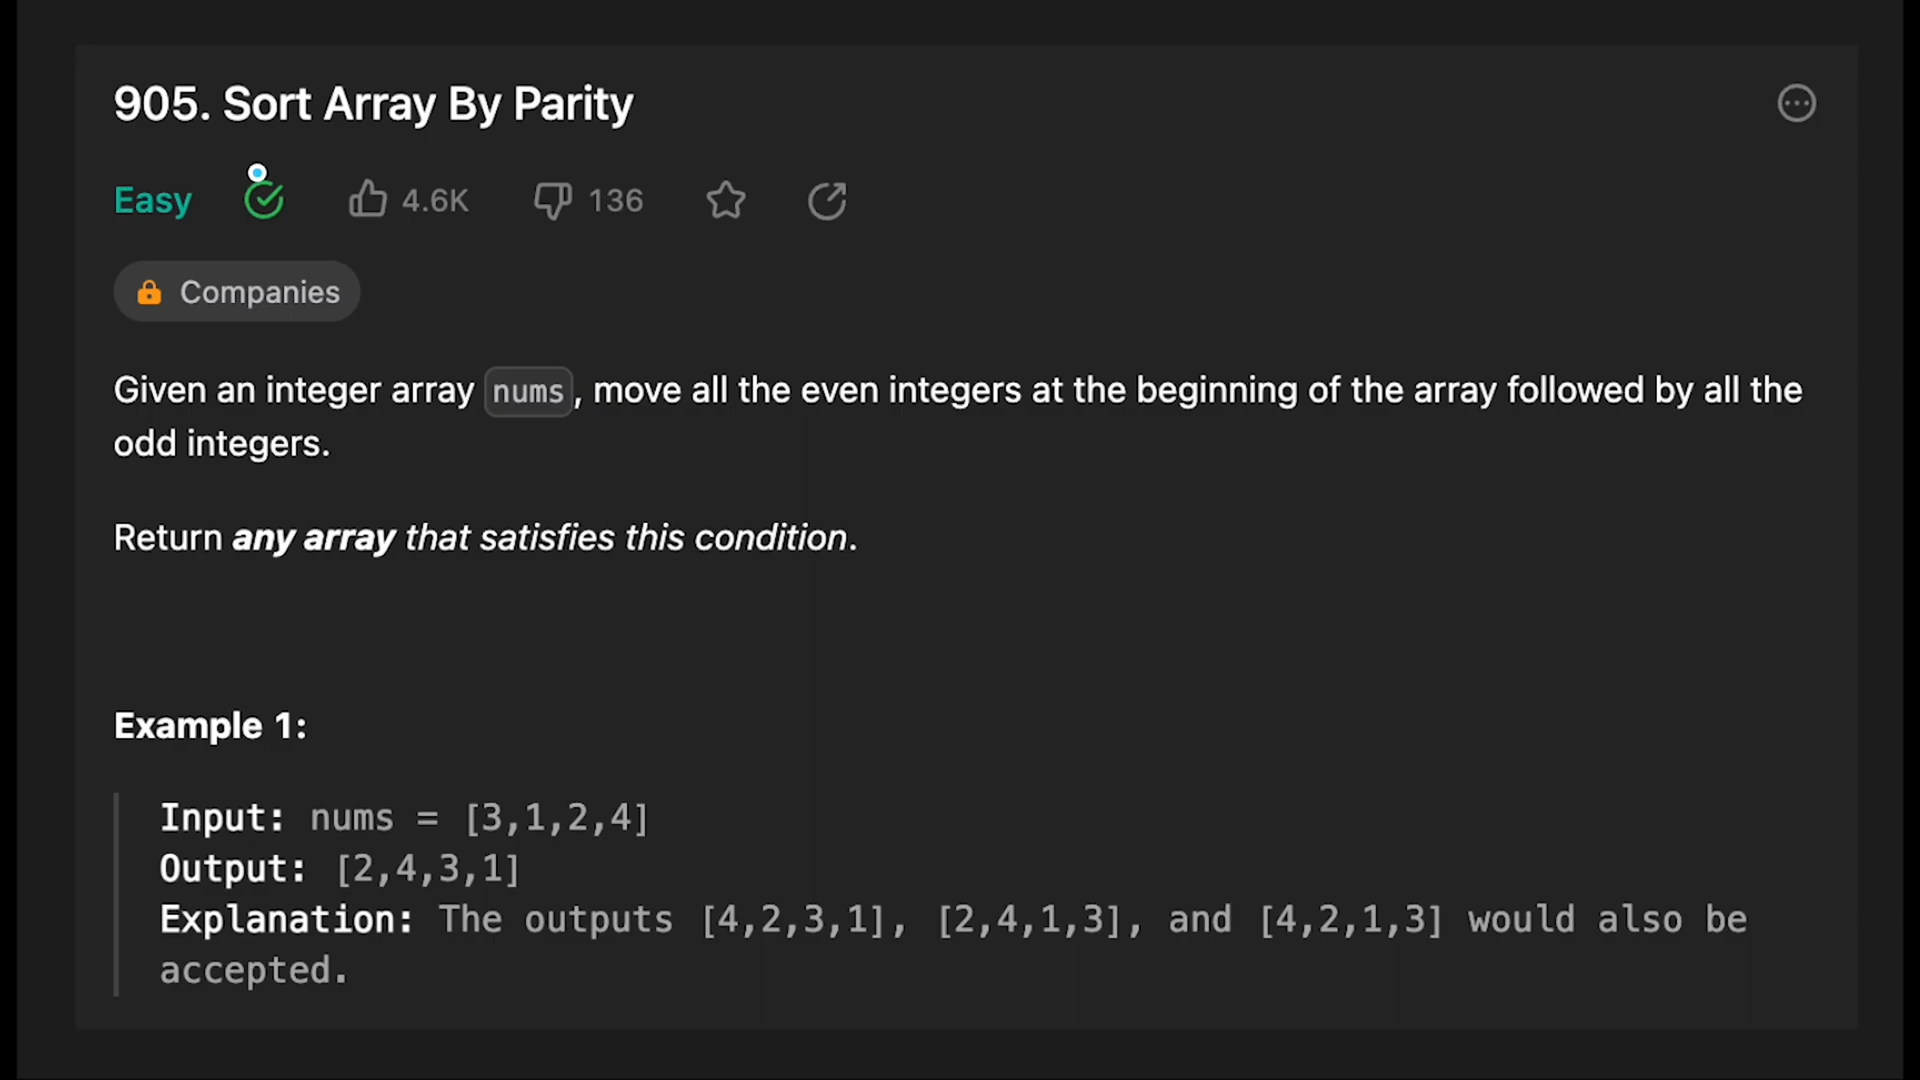 905. Sort Array By Parity
Easy 4.6K 136
Companies
Given an integer array nums, move all the even integers at the beginning of the array followed by all the
odd integers.
Return any array that satisfies this condition.
Example 1:
Input: nums = [3,1,2,4]
Output: [2,4,3,1]
Explanation: The outputs [4,2,3,1], [2,4,1,3], and [4,2,1,3] would also be
accepted.